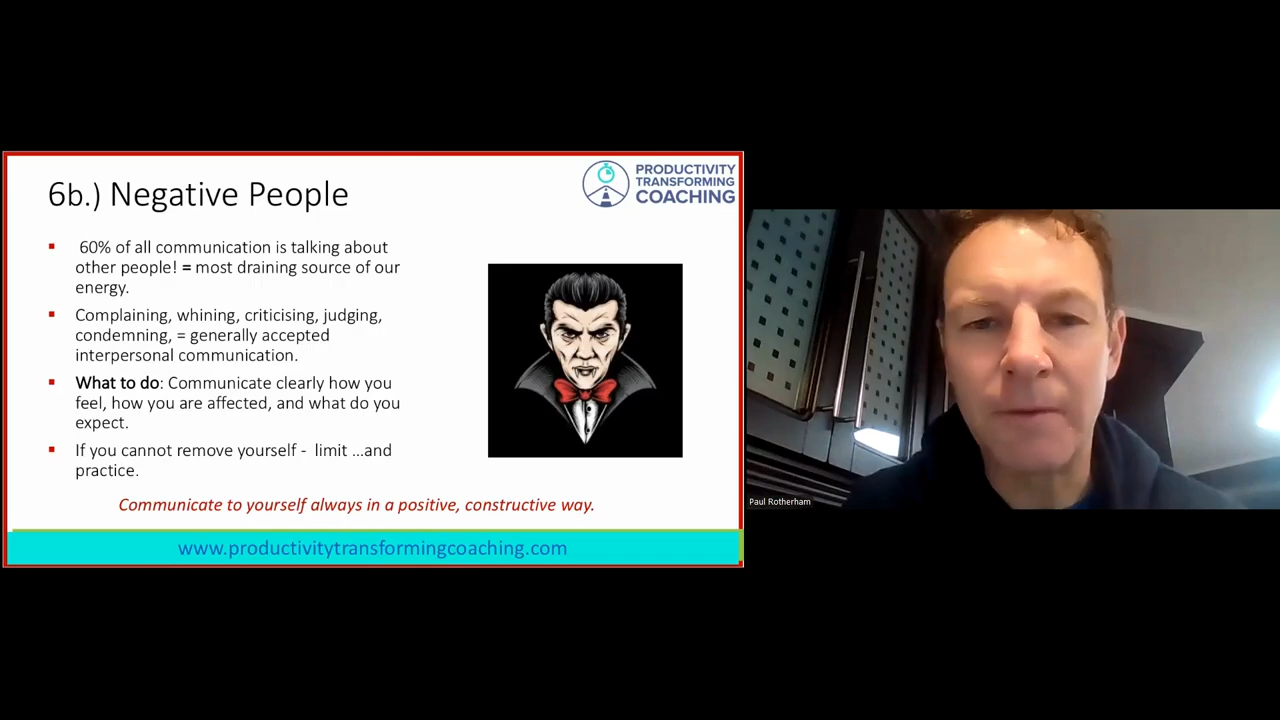 PRODUCTIVITY
TRANSFORMING
COACHING
6b.) Negative People
▪ 60% of all communication is talking about
other people! = most draining source of our
energy.
▪ Complaining, whining, criticising, judging,
condemning, = generally accepted
interpersonal communication.
▪ What to do: Communicate clearly how you
feel, how you are affected, and what do you
expect.
▪ If you cannot remove yourself - limit ...and
practice.
Communicate to yourself always in a positive, constructive way.
www.productivitytransformingcoaching.com
Paul Rotherham